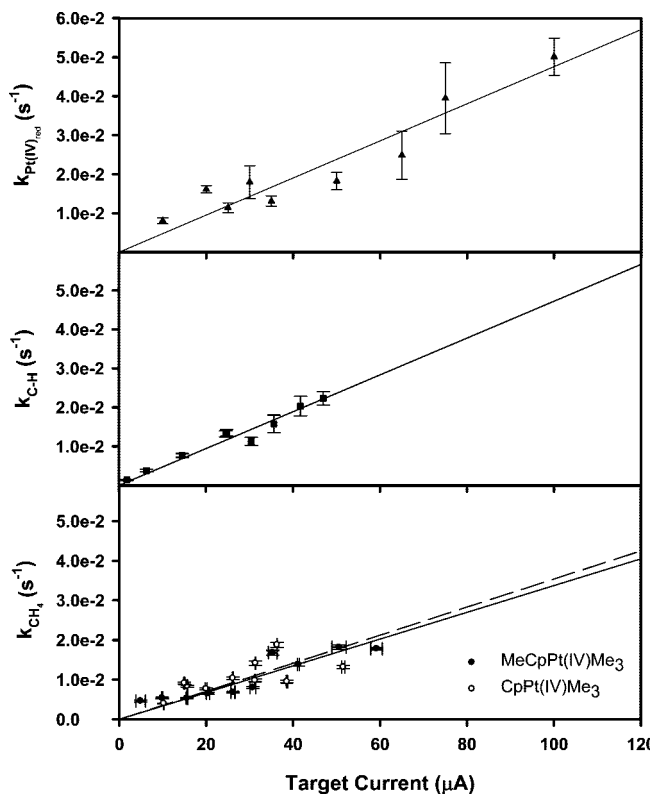 6.0e-2
5.0e-2
4.0e-2
3.0e-2
2.0e-2
1.0e-2
kPt(IV)red (s-1)
5.0e-2
4.0e-2
3.0e-2
2.0e-2
1.0e-2
kC-H (s-1)
5.0e-2
4.0e-2
3.0e-2
2.0e-2
1.0e-2
0.0
kCH4 (s-1)
MeCpPt(IV)Me3
CpPt(IV)Me3
0 20 40 60 80 100 120
Target Current (μA)